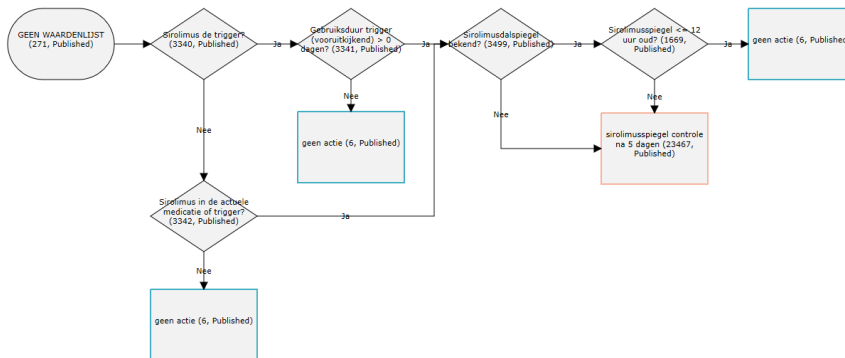 GEEN WAARDENLIJST
(271, Published)
Sirolimus de trigger?
(3340, Published)
Ja
Gebruiksduur trigger
(vooruitkijkend) > 0
dagen? (3341, Published)
Ja
Sirolimusdalspiegel
bekend? (3499, Published)
Ja
Sirolimusspiegel <= 12
uur oud? (1669,
Published)
Ja
geen actie (6, Published)
Nee
Nee
Nee
Nee
geen actie (6, Published)
sirolimusspiegel controle
na 5 dagen (23467,
Published)
Sirolimus in de actuele
medicatie of trigger?
(3342, Published)
Ja
Nee
geen actie (6, Published)